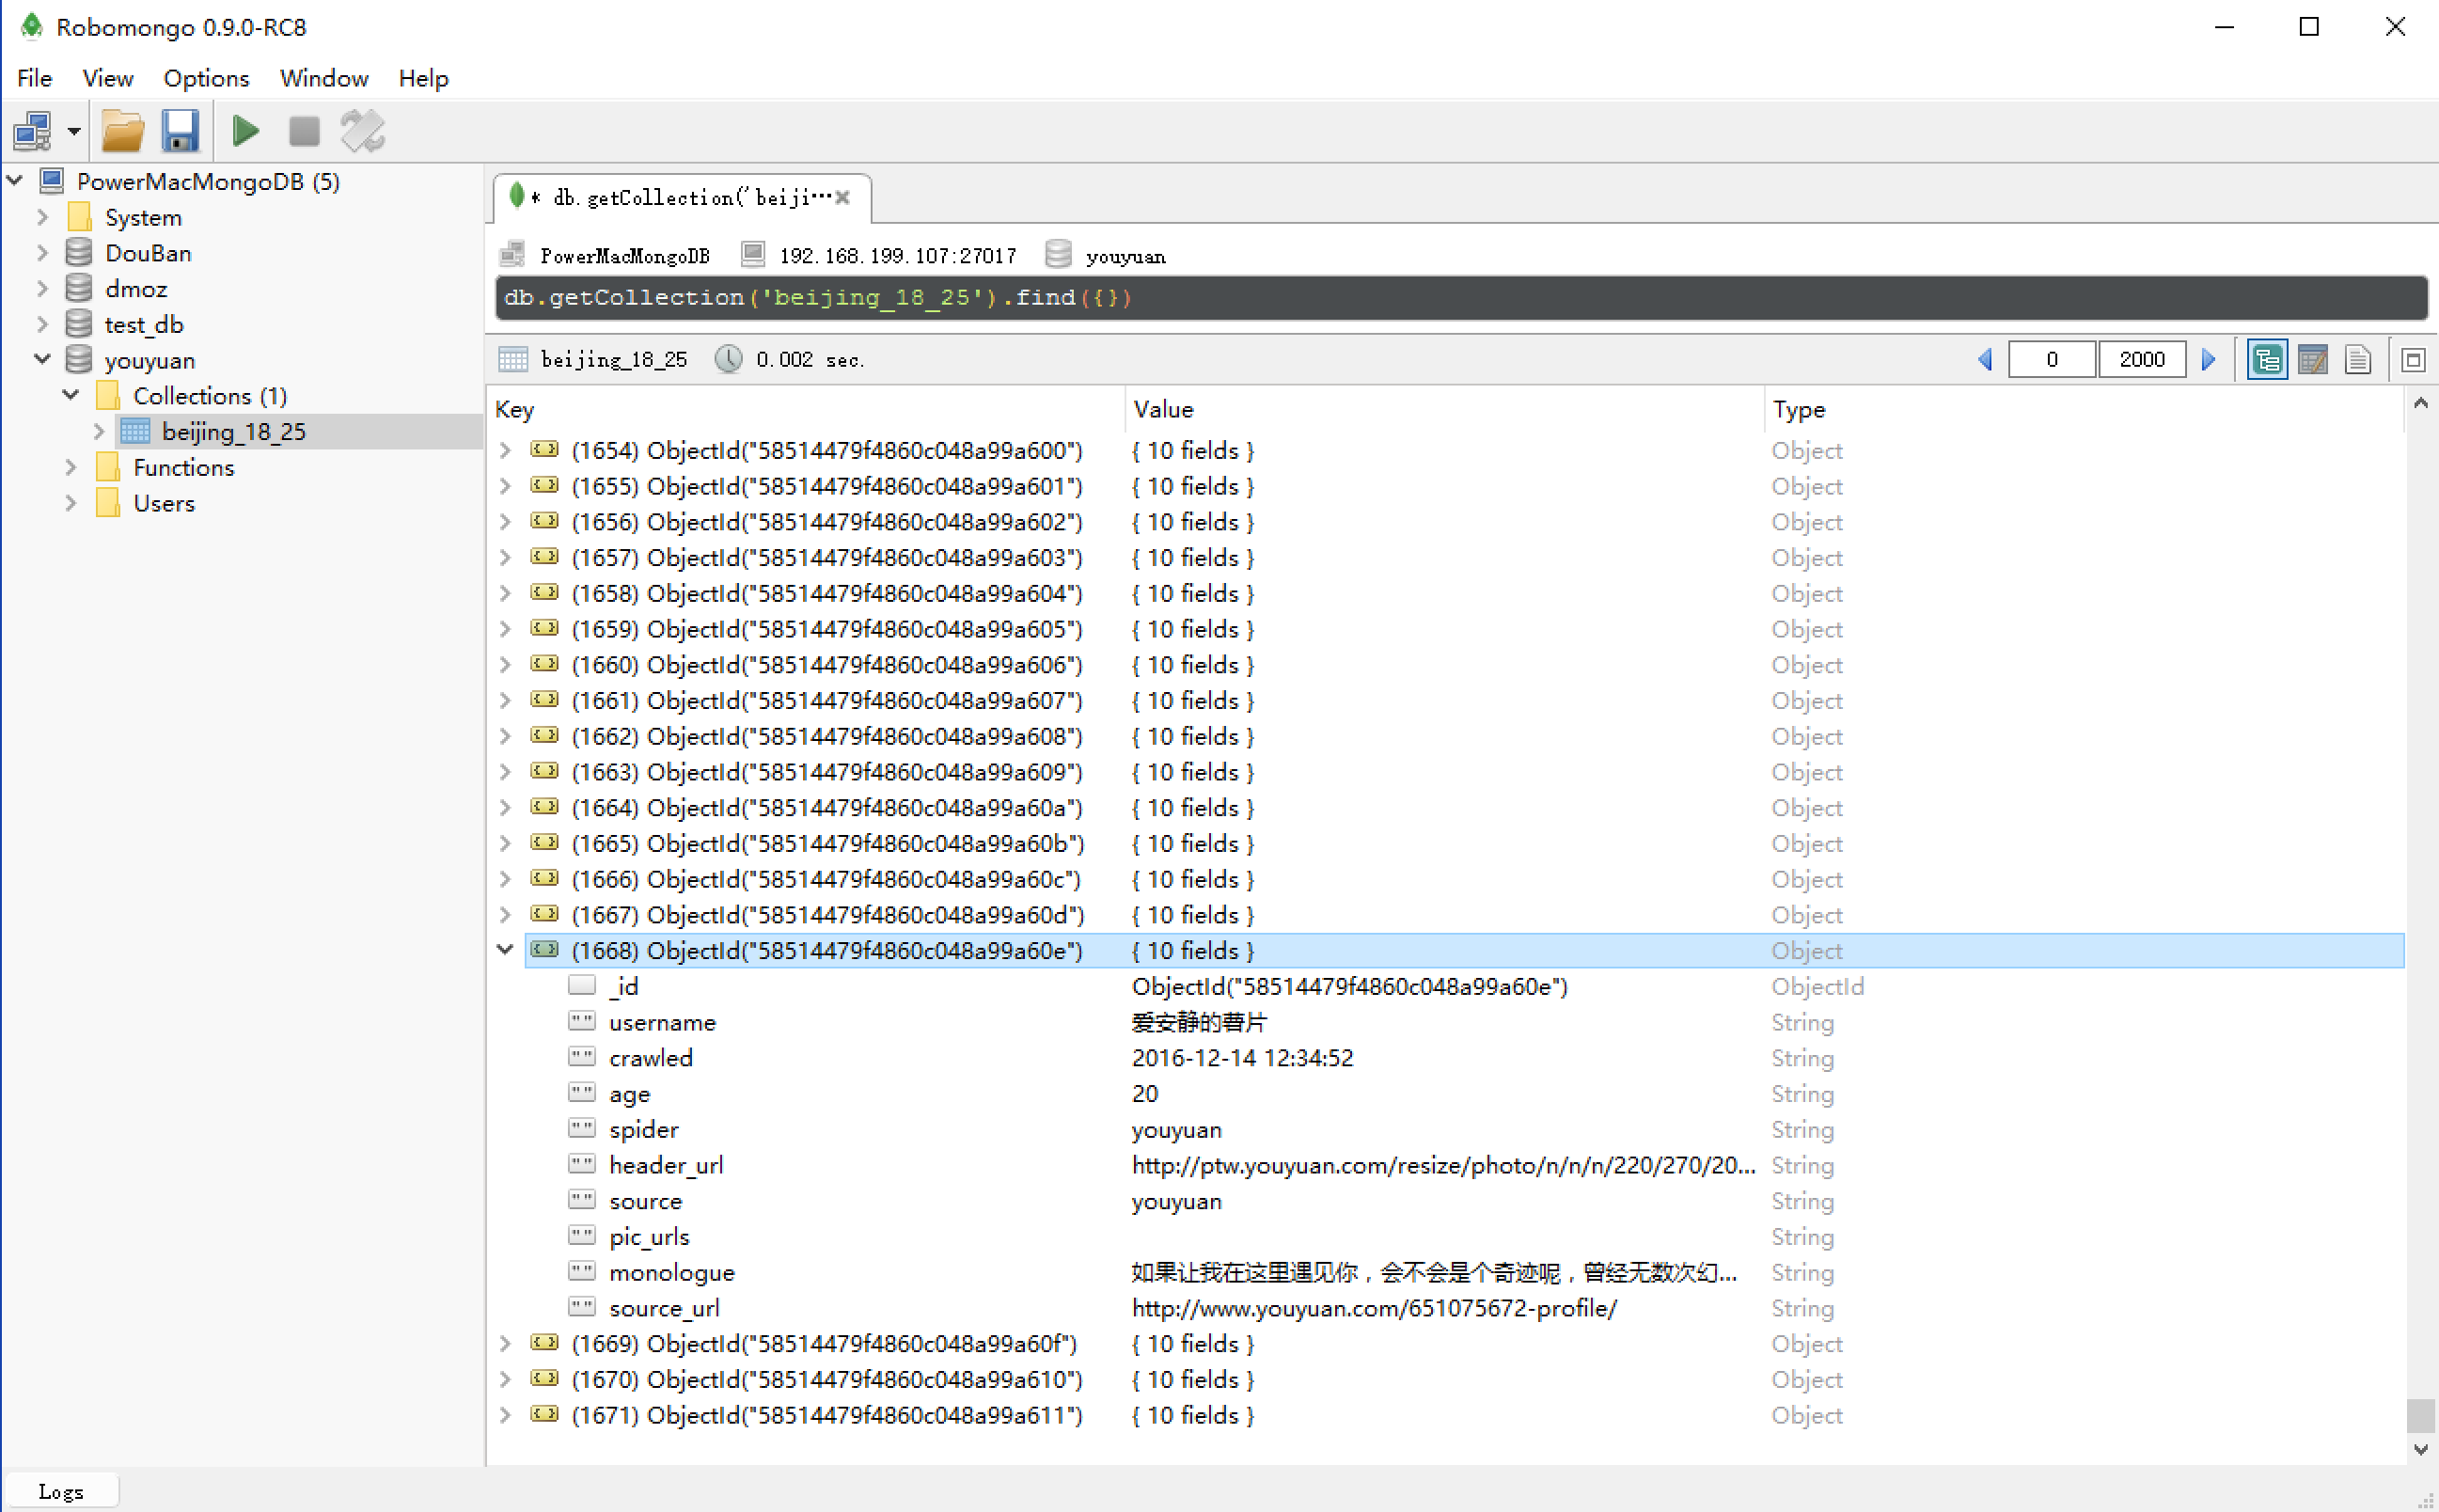 Robomongo 0.9.0-RC8
File View Options Window Help
PowerMacMongoDB (5)
System
DouBan
dmoz
test_db
youyuan
Collections (1)
beijing_18_25
Functions
Users
* db.getCollection('beiji…
PowerMacMongoDB 192.168.199.107:27017 youyuan
db.getCollection('beijing_18_25').find({})
beijing_18_25 0.002 sec. 0 2000
Key Value Type
(1654) ObjectId("58514479f4860c048a99a600") { 10 fields } Object
(1655) ObjectId("58514479f4860c048a99a601") { 10 fields } Object
(1656) ObjectId("58514479f4860c048a99a602") { 10 fields } Object
(1657) ObjectId("58514479f4860c048a99a603") { 10 fields } Object
(1658) ObjectId("58514479f4860c048a99a604") { 10 fields } Object
(1659) ObjectId("58514479f4860c048a99a605") { 10 fields } Object
(1660) ObjectId("58514479f4860c048a99a606") { 10 fields } Object
(1661) ObjectId("58514479f4860c048a99a607") { 10 fields } Object
(1662) ObjectId("58514479f4860c048a99a608") { 10 fields } Object
(1663) ObjectId("58514479f4860c048a99a609") { 10 fields } Object
(1664) ObjectId("58514479f4860c048a99a60a") { 10 fields } Object
(1665) ObjectId("58514479f4860c048a99a60b") { 10 fields } Object
(1666) ObjectId("58514479f4860c048a99a60c") { 10 fields } Object
(1667) ObjectId("58514479f4860c048a99a60d") { 10 fields } Object
(1668) ObjectId("58514479f4860c048a99a60e") { 10 fields } Object
_id ObjectId("58514479f4860c048a99a60e") ObjectId
username 爱安静的薯片 String
crawled 2016-12-14 12:34:52 String
age 20 String
spider youyuan String
header_url http://ptw.youyuan.com/resize/photo/n/n/n/220/270/20... String
source youyuan String
pic_urls String
monologue 如果让我在这里遇见你，会不会是个奇迹呢，曾经无数次幻... String
source_url http://www.youyuan.com/651075672-profile/ String
(1669) ObjectId("58514479f4860c048a99a60f") { 10 fields } Object
(1670) ObjectId("58514479f4860c048a99a610") { 10 fields } Object
(1671) ObjectId("58514479f4860c048a99a611") { 10 fields } Object
Logs